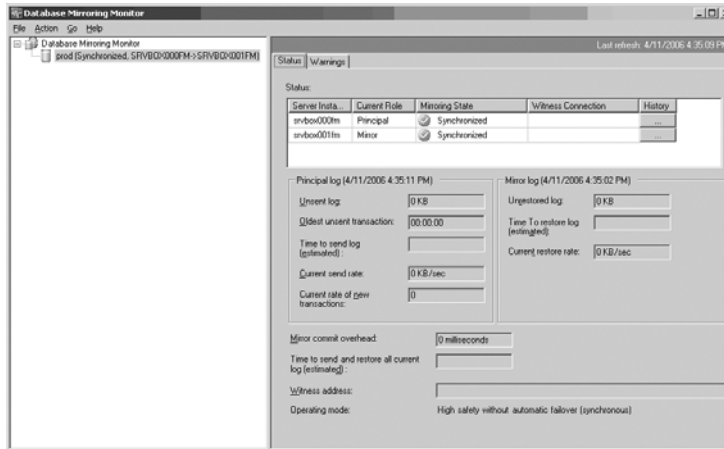 Database Mirroring Monitor
File Action Go Help
Database Mirroring Monitor
prod (Synchronized, SRVBOX000FM->SRVBOX001FM)
Last refresh: 4/11/2006 4:35:09 PM
Status Warnings
Status:
Server Insta... Current Role Mirroring State Witness Connection History
srvbox000fm Principal Synchronized ...
srvbox001fm Mirror Synchronized ...
Principal log (4/11/2006 4:35:11 PM)
Unsent log: 0 KB
Oldest unsent transaction: 00:00:00
Time to send log
(estimated) :
Current send rate: 0 KB/sec
Current rate of new
transactions: 0
Mirror log (4/11/2006 4:35:02 PM)
Unrestored log: 0 KB
Time To restore log
(estimated):
Current restore rate: 0 KB/sec
Mirror commit overhead: 0 milliseconds
Time to send and restore all current
log (estimated) :
Witness address:
Operating mode: High safety without automatic failover (synchronous)